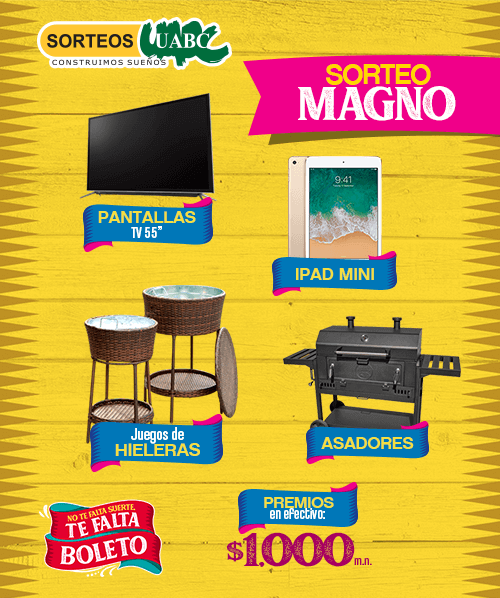 SORTEOS UABC
CONSTRUIMOS SUEÑOS
SORTEO
MAGNO
PANTALLAS
TV 55"
9:41
IPAD MINI
Juegos de
HIELERAS
ASADORES
NO TE FALTA SUERTE,
TE FALTA
BOLETO
PREMIOS
en efectivo:
$1,000 m.n.